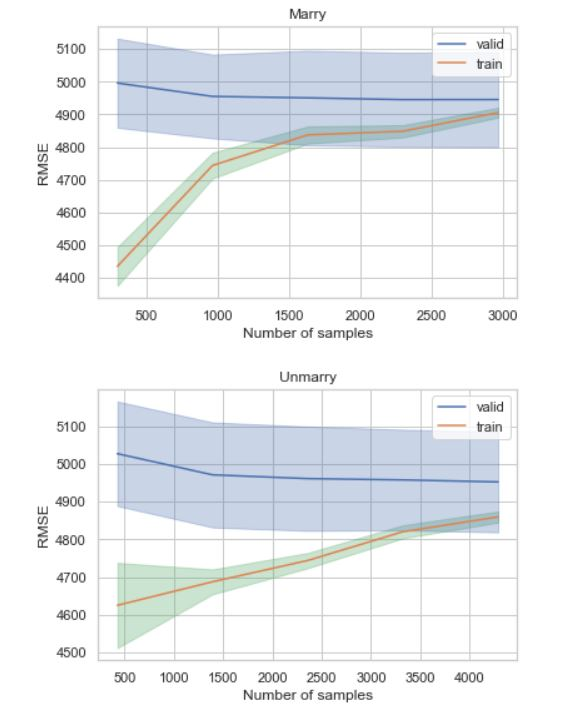 Marry
5100
5000
4900
4800
4700
4600
4500
4400
RMSE
valid
train
500 1000 1500 2000 2500 3000
Number of samples
Unmarry
5100
5000
4900
4800
4700
4600
4500
RMSE
valid
train
500 1000 1500 2000 2500 3000 3500 4000
Number of samples